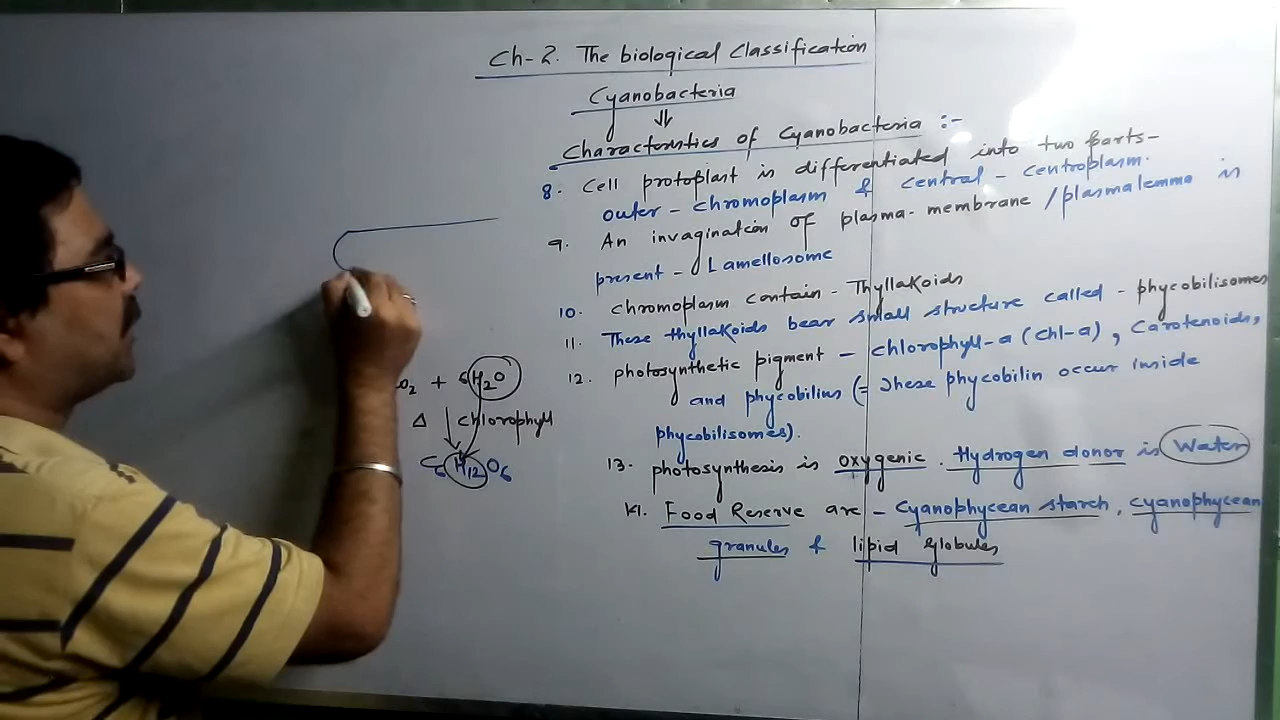 Ch-2. The biological Classification
Cyanobacteria
⇓
Characteristics of Cyanobacteria :-
8. Cell protoplast is differentiated into two parts-
outer - chromoplasm & central - centroplasm.
9. An invagination of plasma-membrane / plasmalemma is
present - Lamellosome
10. chromoplasm contain - Thyllakoids
11. These thyllakoids bear small structure called - phycobilisomes
12. photosynthetic pigment - chlorophyll-a (chl-a), Carotenoids,
and phycobilins (= These phycobilin occur inside
phycobilisomes).
13. photosynthesis is oxygenic. Hydrogen donor is Water
14. Food Reserve are - Cyanophycean starch, cyanophycean
granules & lipid globules
O2 + 6H2O
Δ ↓ chlorophyll
C6H12O6